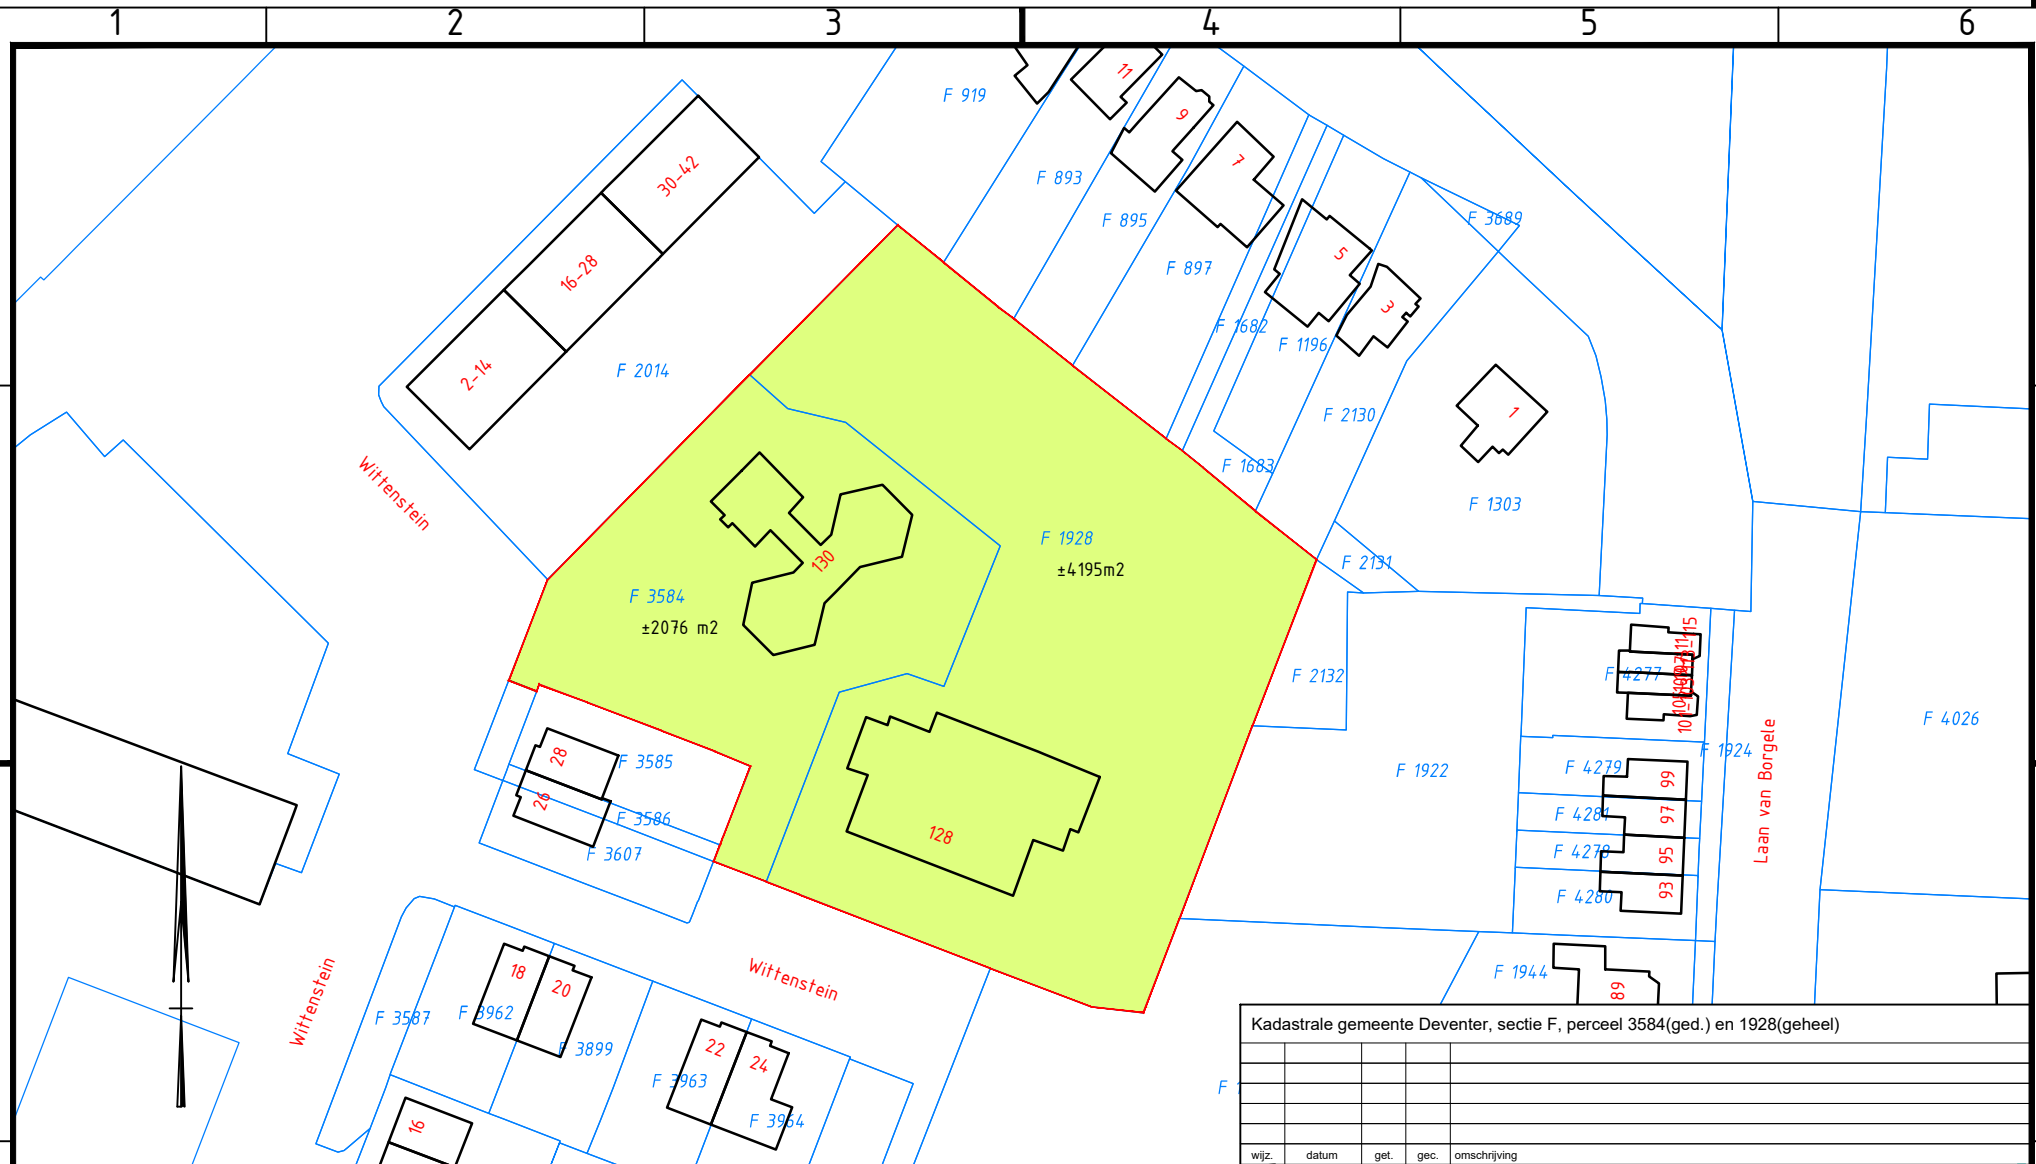 1 2 3 4 5 6
11
F 919
9
7
30-42
F 893
F 895
F 3689
5
F 897
16-28
3
F 1682
F 1196
F 2014
2-14
1
F 2130
F 1683
Wittenstein
F 1303
F 1928
±4195m2
130
F 2131
F 3584
±2076 m2
F 2132
F 4277
F 4026
Laan van Borgele
F 1924
28
F 3585
F 4279
99
F 1922
26
F 3586
F 4281
97
128
F 3607
F 4278
95
F 4280
93
18
20
Wittenstein
F 1944
89
Wittenstein
F 3587
F 3962
F 3899
22
24
F 3963
F 3964
16
Kadastrale gemeente Deventer, sectie F, perceel 3584(ged.) en 1928(geheel)
wijz. datum get. gec. omschrijving